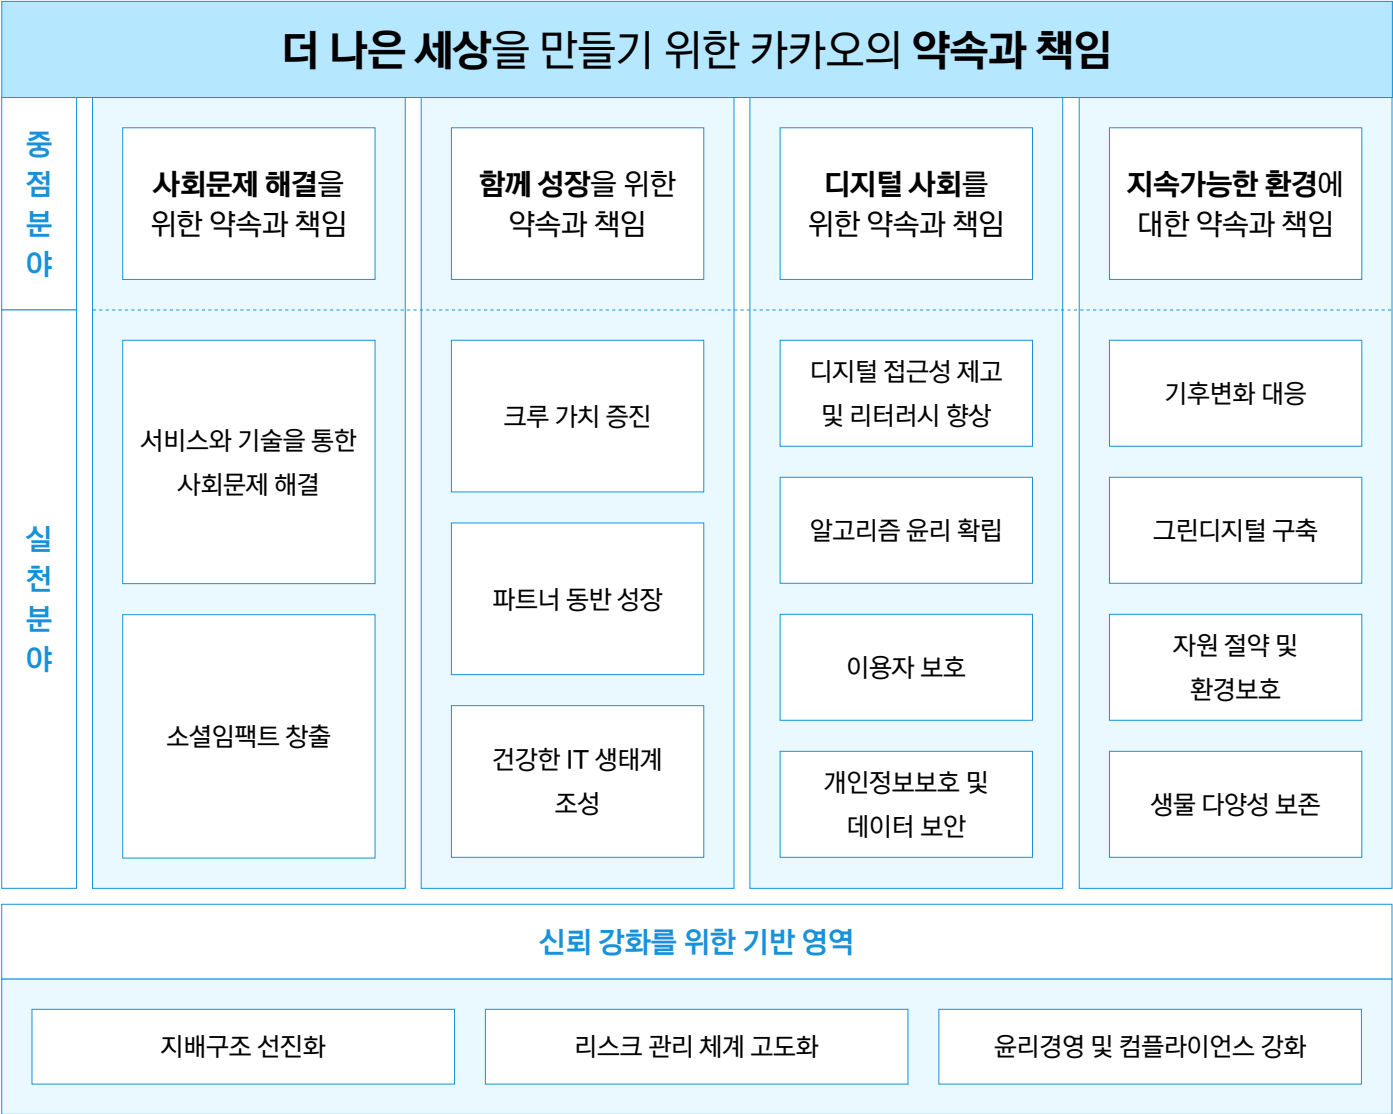 더 나은 세상을 만들기 위한 카카오의 약속과 책임
중점분야
사회문제 해결을
위한 약속과 책임
함께 성장을 위한
약속과 책임
디지털 사회를
위한 약속과 책임
지속가능한 환경에
대한 약속과 책임
실천분야
서비스와 기술을 통한
사회문제 해결
소셜임팩트 창출
크루 가치 증진
파트너 동반 성장
건강한 IT 생태계
조성
디지털 접근성 제고
및 리터러시 향상
알고리즘 윤리 확립
이용자 보호
개인정보보호 및
데이터 보안
기후변화 대응
그린디지털 구축
자원 절약 및
환경보호
생물 다양성 보존
신뢰 강화를 위한 기반 영역
지배구조 선진화
리스크 관리 체계 고도화
윤리경영 및 컴플라이언스 강화